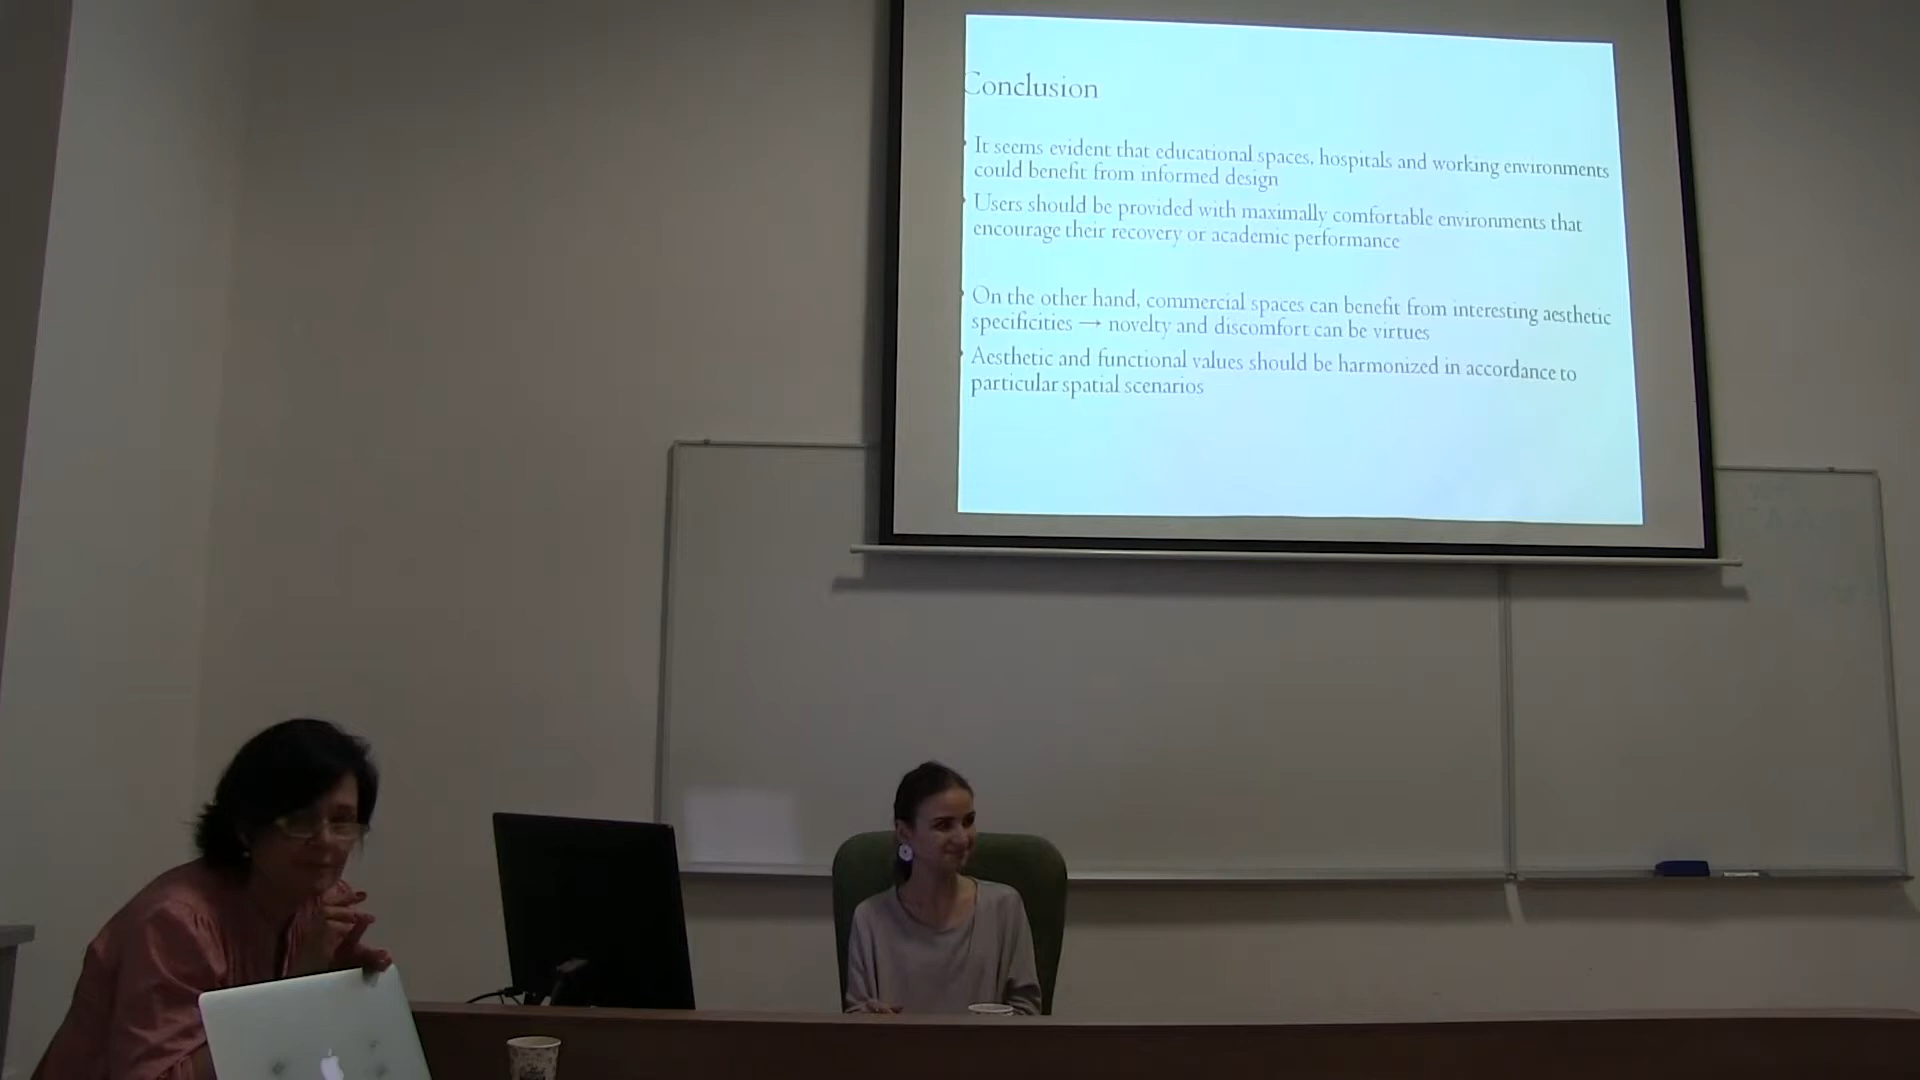 Conclusion
It seems evident that educational spaces, hospitals and working environments
could benefit from informed design
Users should be provided with maximally comfortable environments that
encourage their recovery or academic performance
On the other hand, commercial spaces can benefit from interesting aesthetic
specificities → novelty and discomfort can be virtues
Aesthetic and functional values should be harmonized in accordance to
particular spatial scenarios